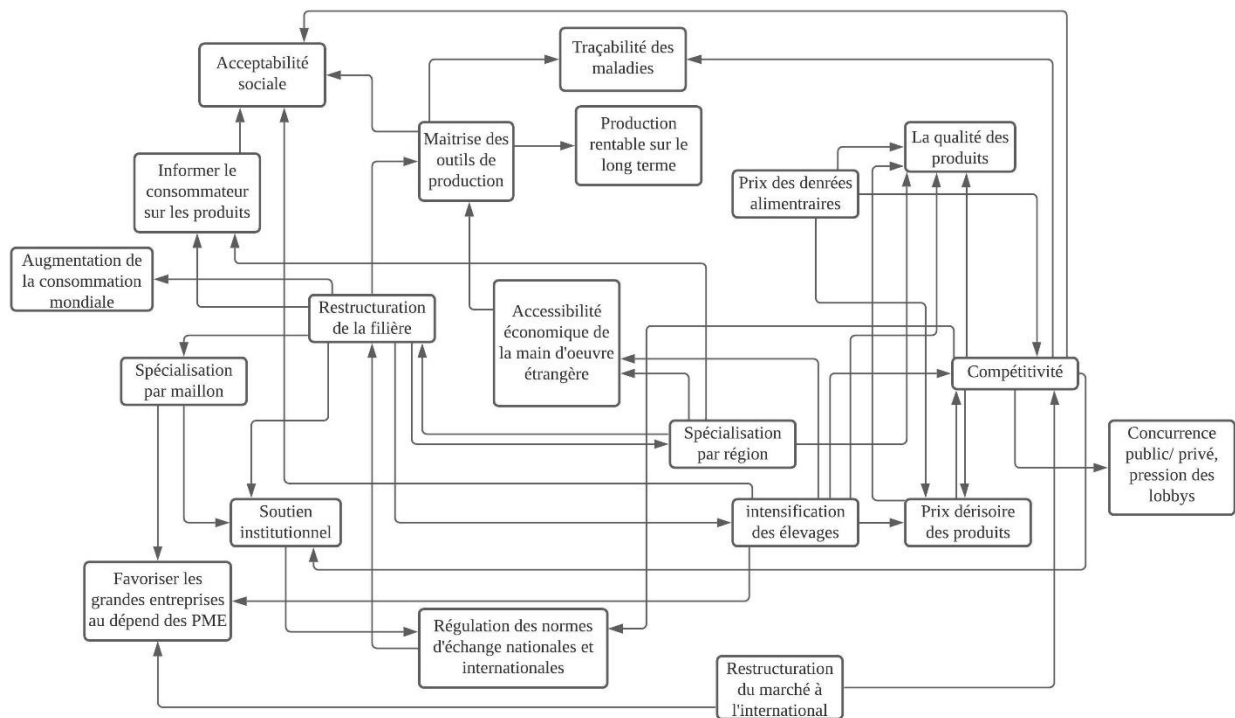 Acceptabilité
sociale
Traçabilité des
maladies
Maitrise des
outils de
production
Production
rentable sur le
long terme
La qualité des
produits
Informer le
consommateur
sur les produits
Prix des denrées
alimentraires
Augmentation de
la consommation
mondiale
Restructuration
de la filière
Accessibilité
économique de
la main d'oeuvre
étrangère
Spécialisation
par maillon
Compétitivité
Spécialisation
par région
Concurrence
public/ privé,
pression des
lobbys
Soutien
institutionnel
intensification
des élevages
Prix dérisoire
des produits
Favoriser les
grandes entreprises
au dépend des PME
Régulation des normes
d'échange nationales et
internationales
Restructuration
du marché à
l'international